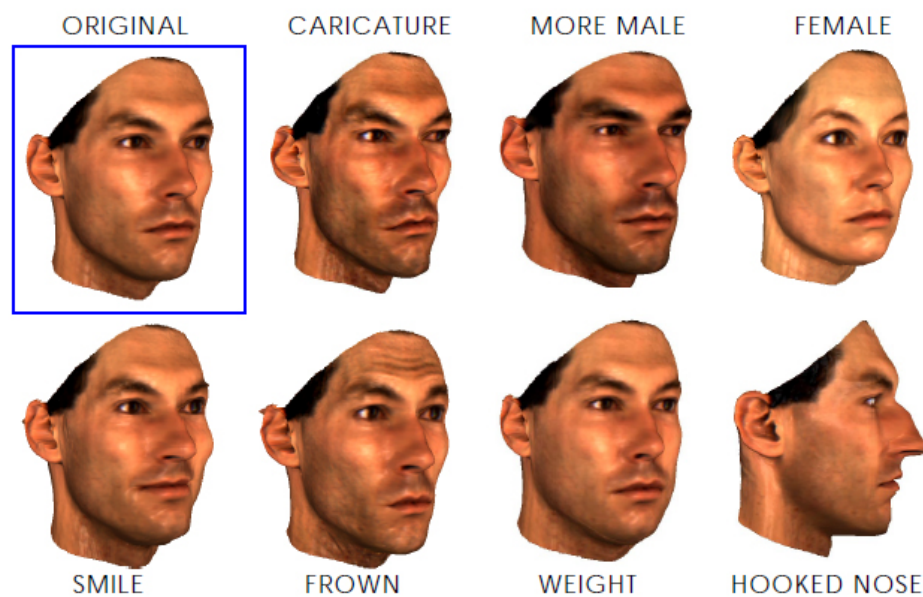 ORIGINAL
CARICATURE
MORE MALE
FEMALE
SMILE
FROWN
WEIGHT
HOOKED NOSE